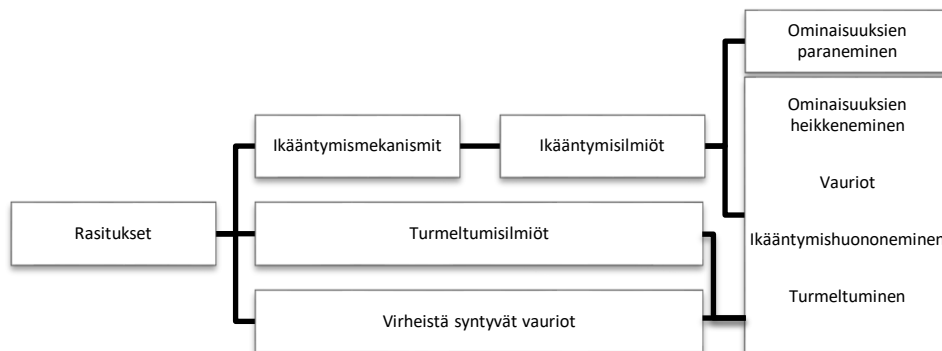 Ominaisuuksien
paraneminen
Ominaisuuksien
heikkeneminen
Ikääntymismekanismit
Ikääntymisilmiöt
Vauriot
Rasitukset
Turmeltumisilmiöt
Ikääntymishuononeminen
Turmeltuminen
Virheistä syntyvät vauriot